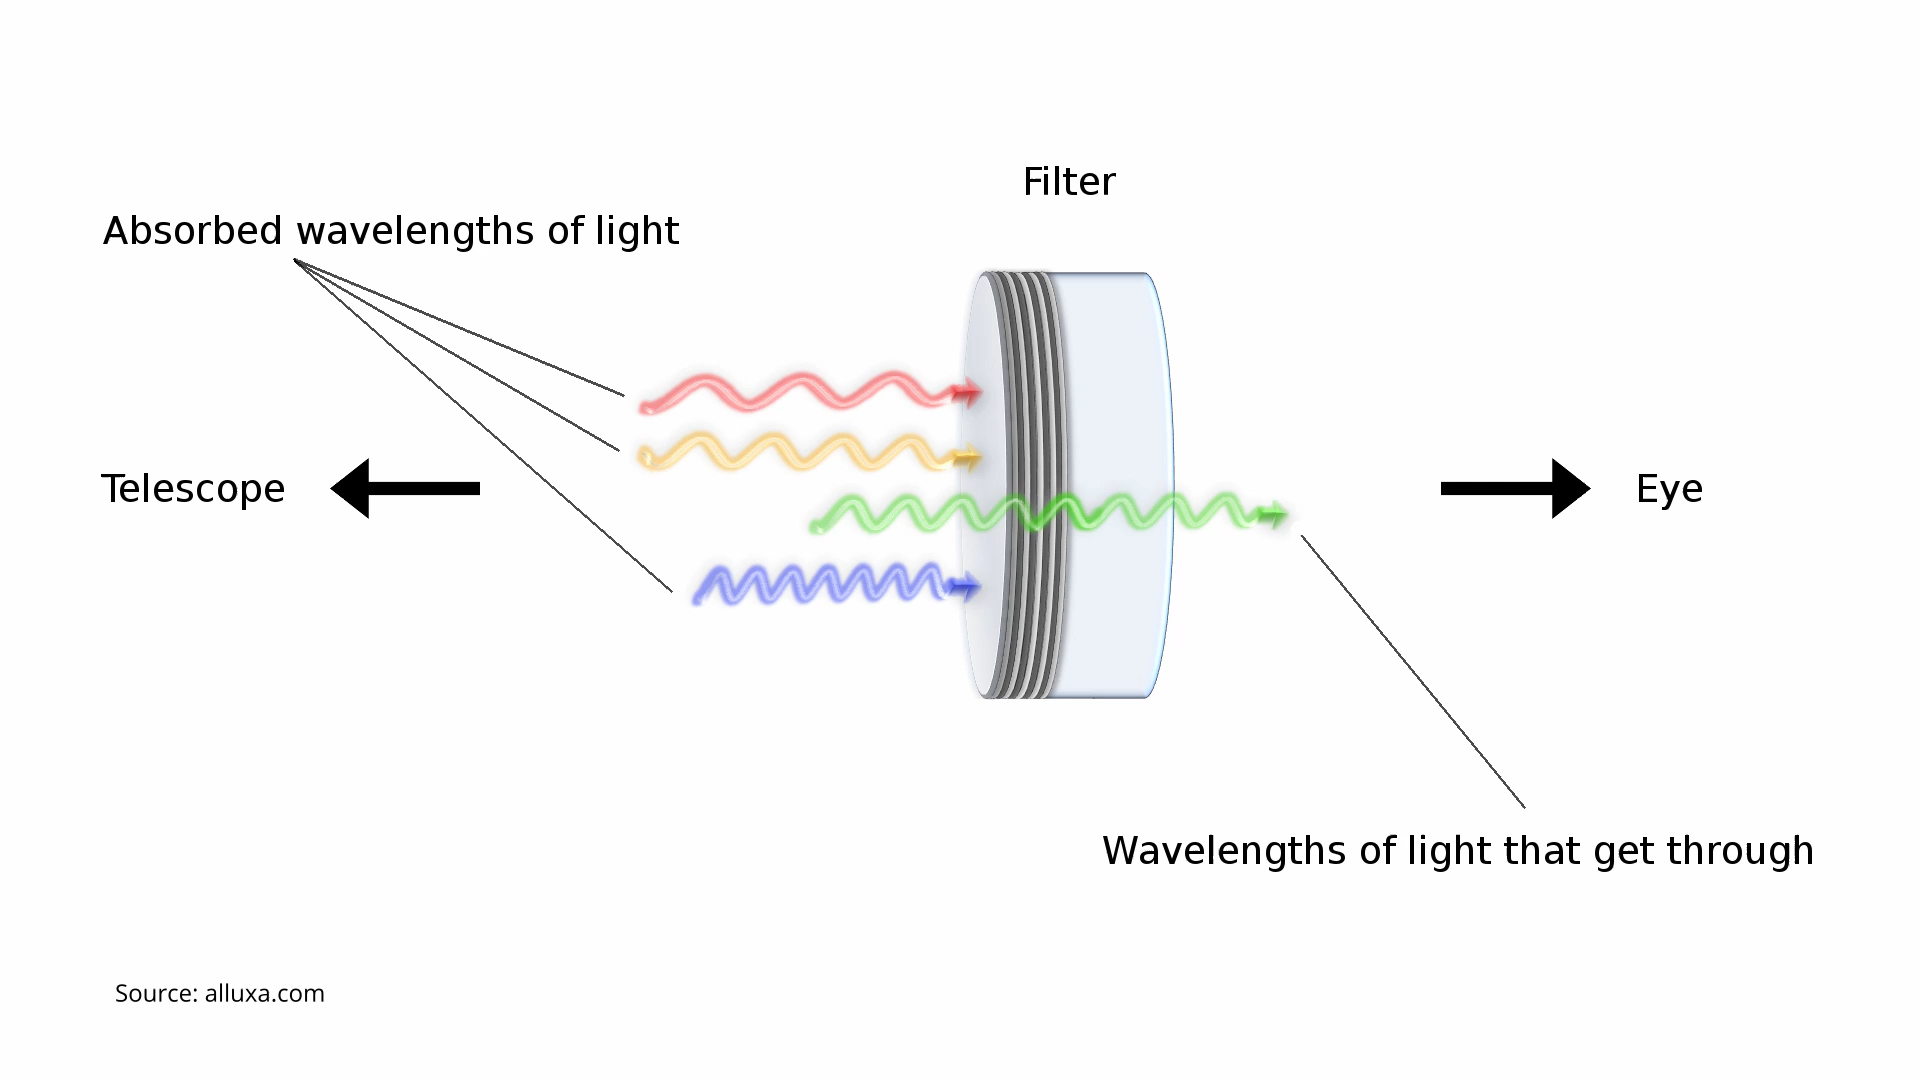 Filter
Absorbed wavelengths of light
Telescope
Eye
Wavelengths of light that get through
Source: alluxa.com